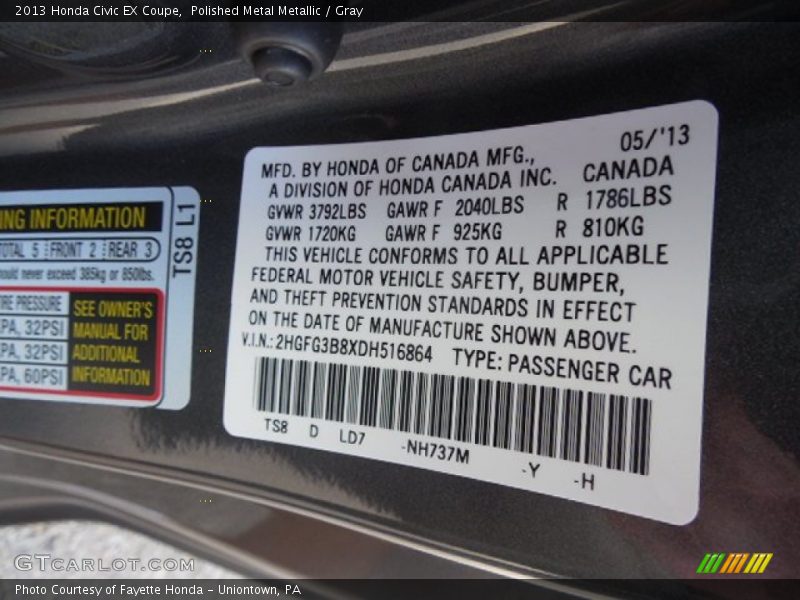 2013 Honda Civic EX Coupe, Polished Metal Metallic / Gray
MFD. BY HONDA OF CANADA MFG., 05/'13
A DIVISION OF HONDA CANADA INC. CANADA
GVWR 3792LBS GAWR F 2040LBS R 1786LBS
GVWR 1720KG GAWR F 925KG R 810KG
THIS VEHICLE CONFORMS TO ALL APPLICABLE
FEDERAL MOTOR VEHICLE SAFETY, BUMPER,
AND THEFT PREVENTION STANDARDS IN EFFECT
ON THE DATE OF MANUFACTURE SHOWN ABOVE.
V.I.N.: 2HGFG3B8XDH516864 TYPE: PASSENGER CAR
TS8 D LD7 -NH737M -Y -H
NG INFORMATION
TOTAL 5 FRONT 2 REAR 3
should never exceed 385kg or 850lbs.
TIRE PRESSURE
PA, 32PSI
PA, 32PSI
PA, 60PSI
SEE OWNER'S
MANUAL FOR
ADDITIONAL
INFORMATION
TS8 L1
GTCARLOT.COM
Photo Courtesy of Fayette Honda - Uniontown, PA